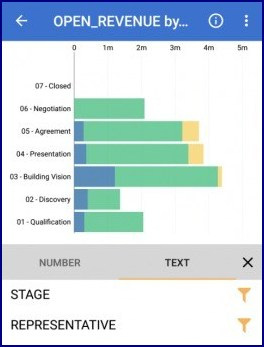 OPEN_REVENUE by...
0 1m 2m 3m 4m 5m
07 - Closed
06 - Negotiation
05 - Agreement
04 - Presentation
03 - Building Vision
02 - Discovery
01 - Qualification
NUMBER TEXT
STAGE
REPRESENTATIVE